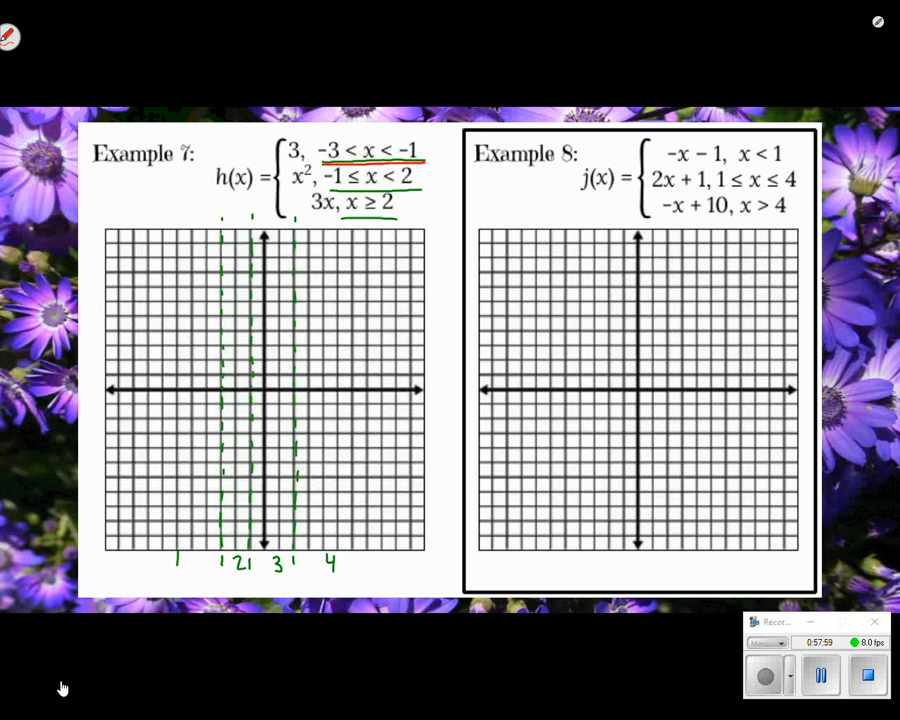 Example 7:
h(x) = { 3, -3 < x < -1
x², -1 ≤ x < 2
3x, x ≥ 2
1 2 3 4
Example 8:
j(x) = { -x - 1, x < 1
2x + 1, 1 ≤ x ≤ 4
-x + 10, x > 4
Recor...
Menu
0:57:59 8.0 fps